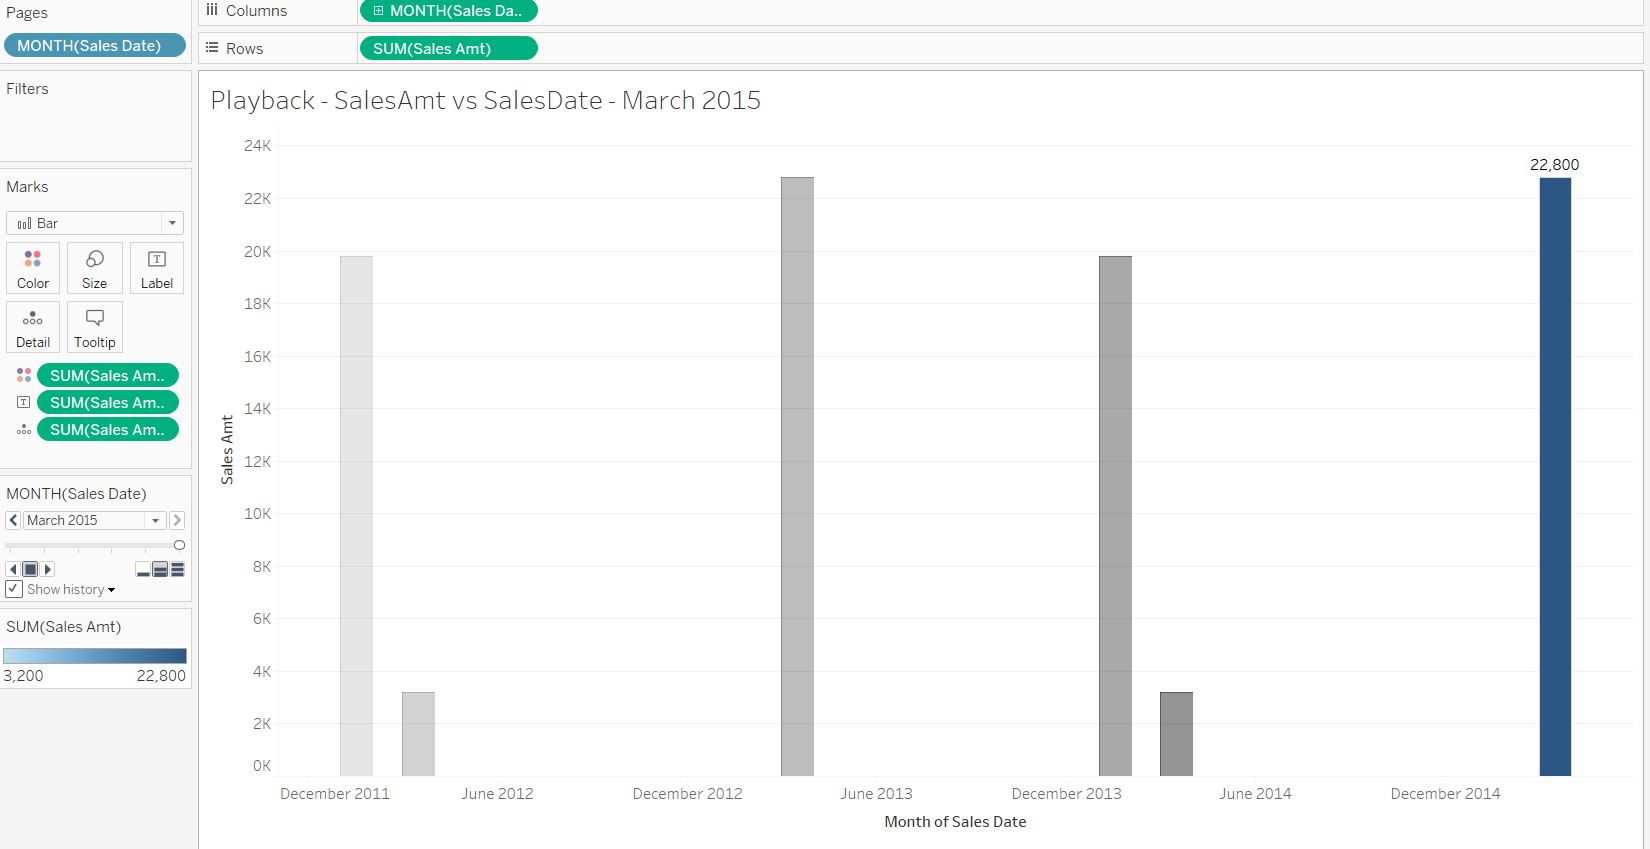 Pages
MONTH(Sales Date)
Columns
MONTH(Sales Da..
Rows
SUM(Sales Amt)
Filters
Marks
Bar
Color
Size
T
Label
Detail
Tooltip
SUM(Sales Am..
T
SUM(Sales Am..
SUM(Sales Am..
MONTH(Sales Date)
March 2015
Show history
SUM(Sales Amt)
3,200
22,800
Playback - SalesAmt vs SalesDate - March 2015
24K
22K
20K
18K
16K
14K
12K
10K
8K
6K
4K
2K
0K
Sales Amt
22,800
December 2011
June 2012
December 2012
June 2013
December 2013
June 2014
December 2014
Month of Sales Date